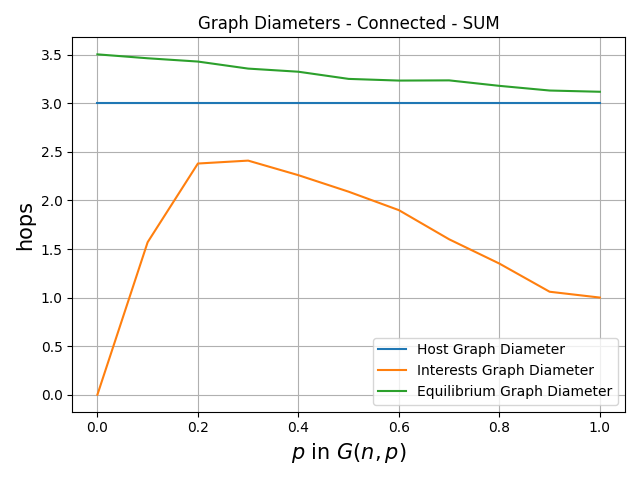 Graph Diameters - Connected - SUM
hops
3.5
3.0
2.5
2.0
1.5
1.0
0.5
0.0
0.0 0.2 0.4 0.6 0.8 1.0
p in G(n, p)
Host Graph Diameter
Interests Graph Diameter
Equilibrium Graph Diameter